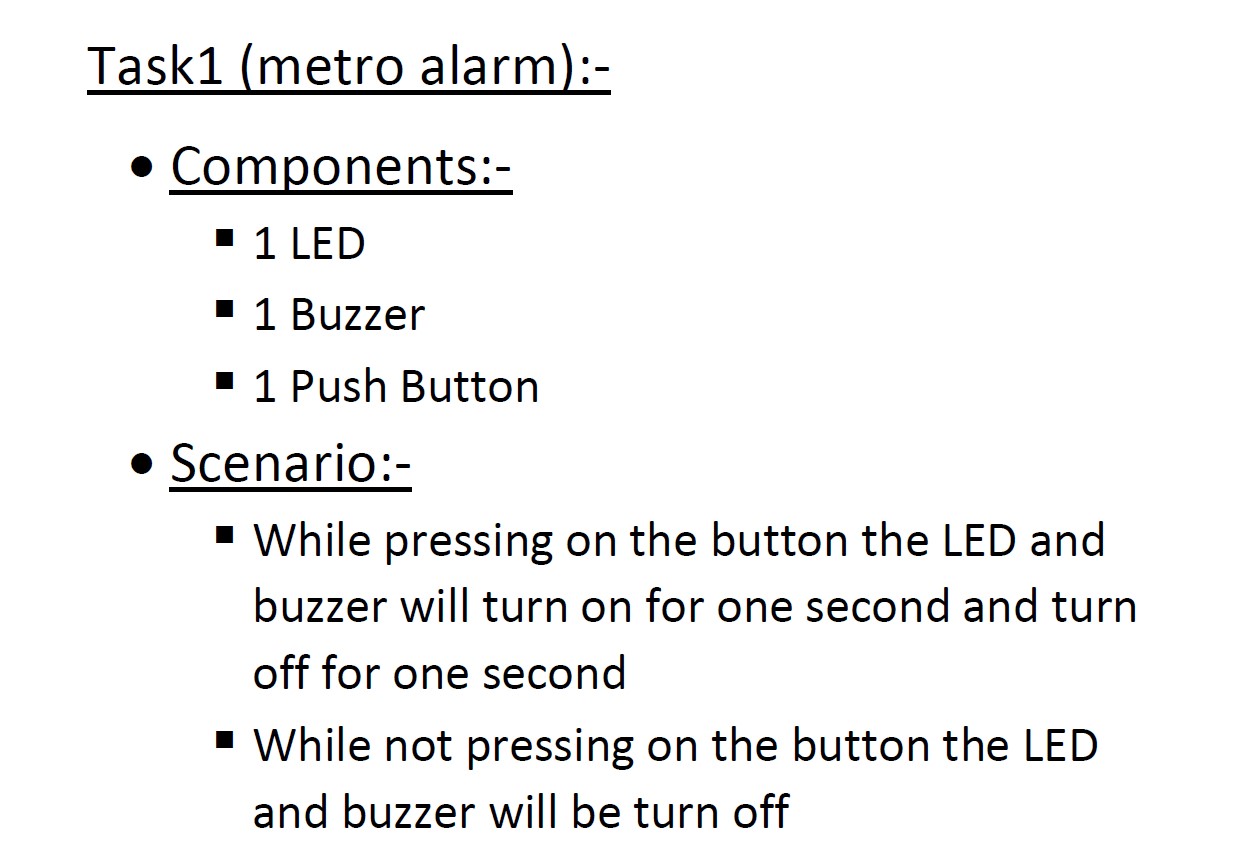 Task1 (metro alarm):-
• Components:-
▪ 1 LED
▪ 1 Buzzer
▪ 1 Push Button
• Scenario:-
▪ While pressing on the button the LED and
buzzer will turn on for one second and turn
off for one second
▪ While not pressing on the button the LED
and buzzer will be turn off